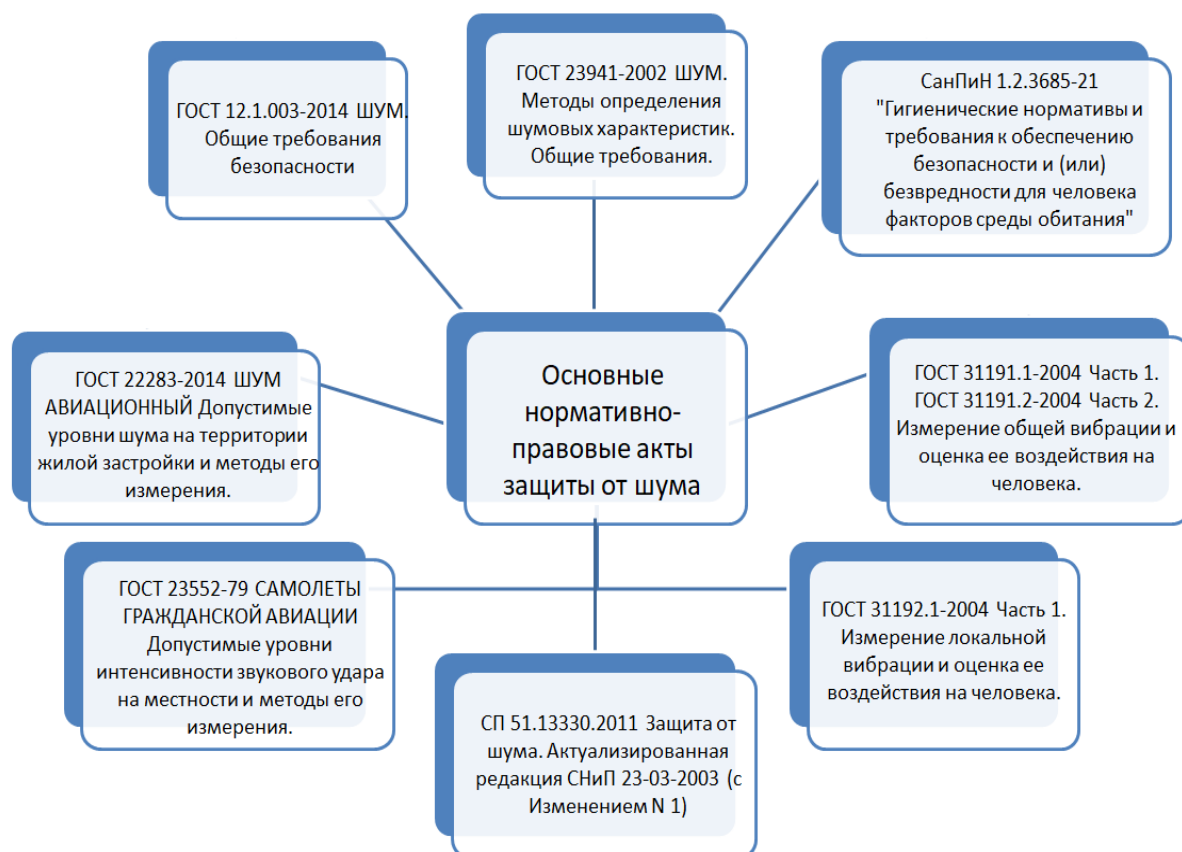 ГОСТ 12.1.003-2014 ШУМ.
Общие требования
безопасности
ГОСТ 23941-2002 ШУМ.
Методы определения
шумовых характеристик.
Общие требования.
СанПиН 1.2.3685-21
"Гигиенические нормативы и
требования к обеспечению
безопасности и (или)
безвредности для человека
факторов среды обитания"
ГОСТ 22283-2014 ШУМ
АВИАЦИОННЫЙ Допустимые
уровни шума на территории
жилой застройки и методы его
измерения.
Основные
нормативно-
правовые акты
защиты от шума
ГОСТ 31191.1-2004 Часть 1.
ГОСТ 31191.2-2004 Часть 2.
Измерение общей вибрации и
оценка ее воздействия на
человека.
ГОСТ 23552-79 САМОЛЕТЫ
ГРАЖДАНСКОЙ АВИАЦИИ
Допустимые уровни
интенсивности звукового удара
на местности и методы его
измерения.
СП 51.13330.2011 Защита от
шума. Актуализированная
редакция СНиП 23-03-2003 (с
Изменением N 1)
ГОСТ 31192.1-2004 Часть 1.
Измерение локальной
вибрации и оценка ее
воздействия на человека.